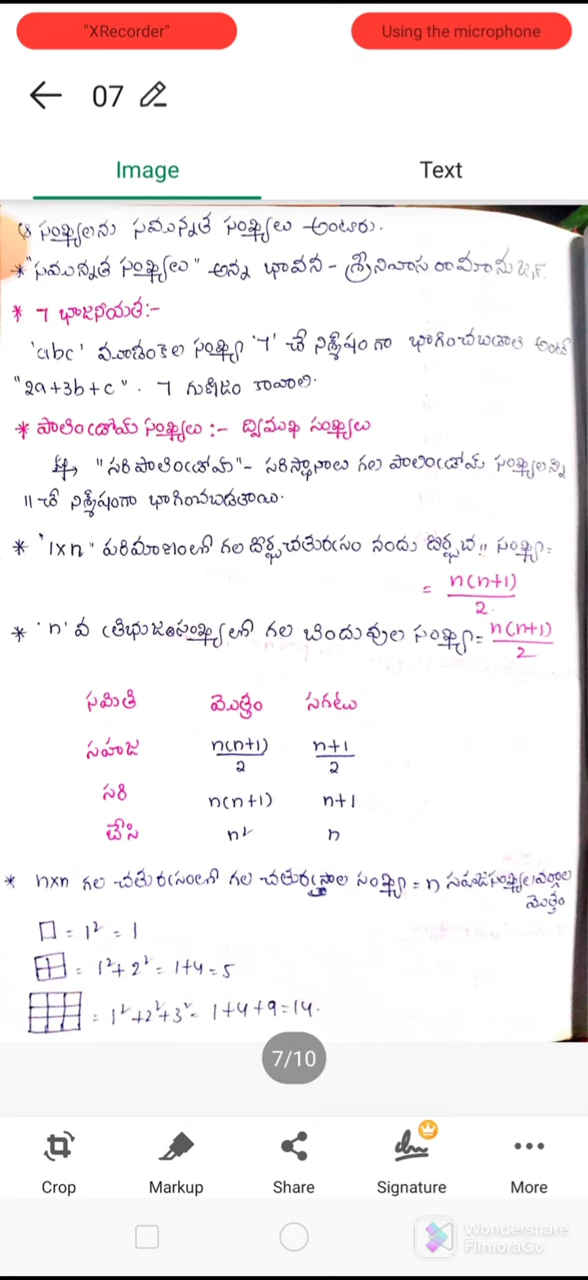 "XRecorder"
Using the microphone
07
Image
Text
సంఖ్యలను సమున్నత సంఖ్యలు అంటారు.
* "సమున్నత సంఖ్యలు" అన్న భావన - శ్రీనివాస రామానుజన్
* 7 భాజనీయత:-
'abc' మూడంకెల సంఖ్య '7' చే నిశ్శేషంగా భాగించబడాలి అంటే
"2a+3b+c". 7 గుణిజం కావాలి.
* పాలిండ్రోమ్ సంఖ్యలు :- ద్విముఖ సంఖ్యలు
"సరి పాలిండ్రోమ్" - సరిస్థానాలు గల పాలిండ్రోమ్ సంఖ్యలన్ని
11 చే నిశ్శేషంగా భాగించబడతాయి.
* '1xn" పరిమాణంలో గల దీర్ఘచతురస్రం నందు దీర్ఘచ॥ సంఖ్య =
= n(n+1)/2
* 'n' వ త్రిభుజసంఖ్యలో గల బిందువుల సంఖ్య = n(n+1)/2
సమితి మొత్తం సగటు
సహజ n(n+1)/2 n+1/2
సరి n(n+1) n+1
బేసి n² n
* nxn గల చతురస్రంలో గల చతురస్రాల సంఖ్య = n సహజసంఖ్యల వర్గాల
మొత్తం
= 1² = 1
= 1²+2² = 1+4=5
= 1²+2²+3² = 1+4+9=14.
7/10
Crop
Markup
Share
Signature
More
Wondershare
FilmoraGo